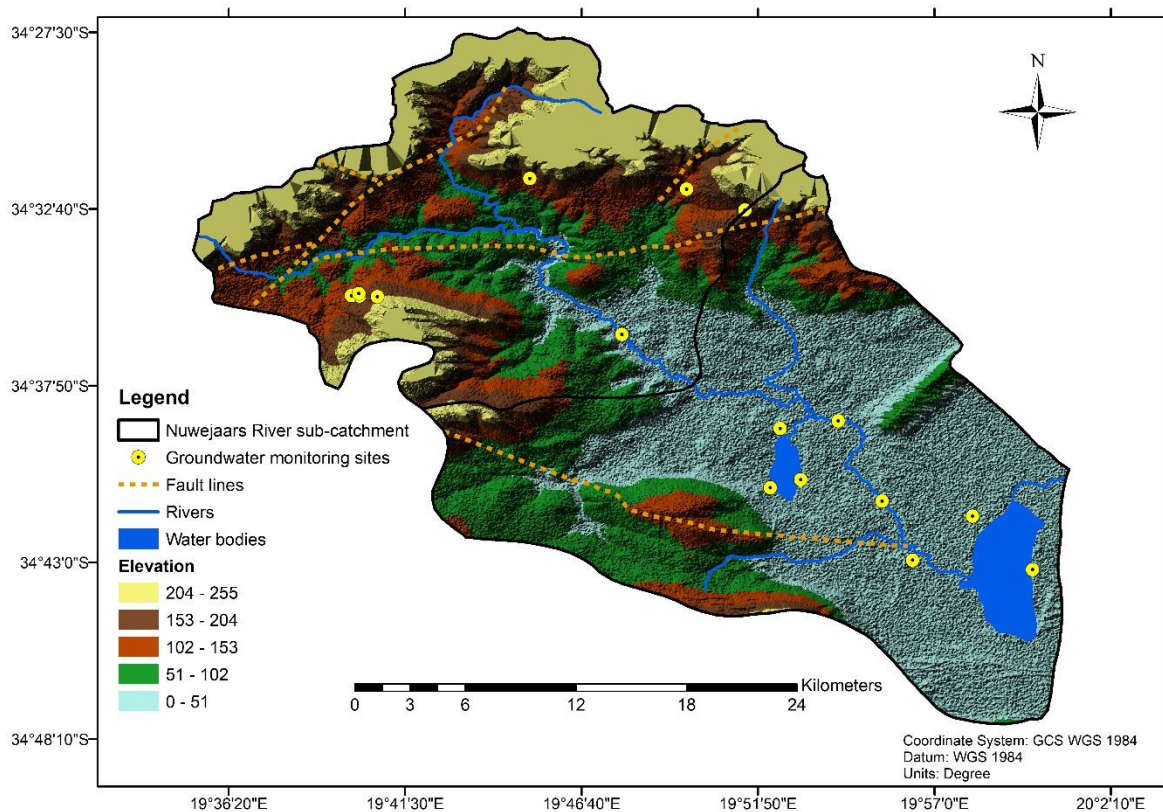 34°27'30"S
N
34°32'40"S
34°37'50"S
Legend
Nuwejaars River sub-catchment
Groundwater monitoring sites
Fault lines
Rivers
34°43'0"S
Water bodies
Elevation
204 - 255
153 - 204
102 - 153
51 - 102
0 - 51
Kilometers
0 3 6 12 18 24
34°48'10"S
Coordinate System: GCS WGS 1984
Datum: WGS 1984
Units: Degree
19°36'20"E 19°41'30"E 19°46'40"E 19°51'50"E 19°57'0"E 20°2'10"E